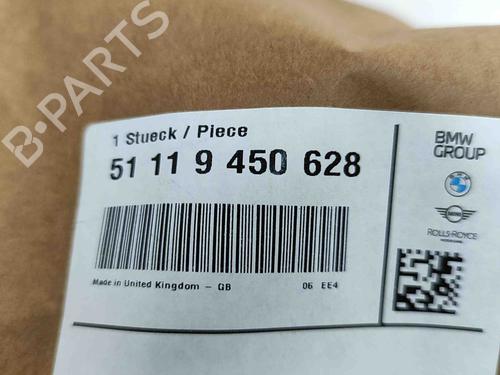 B-PARTS
1 Stueck / Piece
51 11 9 450 628
Made in United Kingdom - GB
06 EE4
BMW
GROUP
MINI
ROLLS-ROYCE